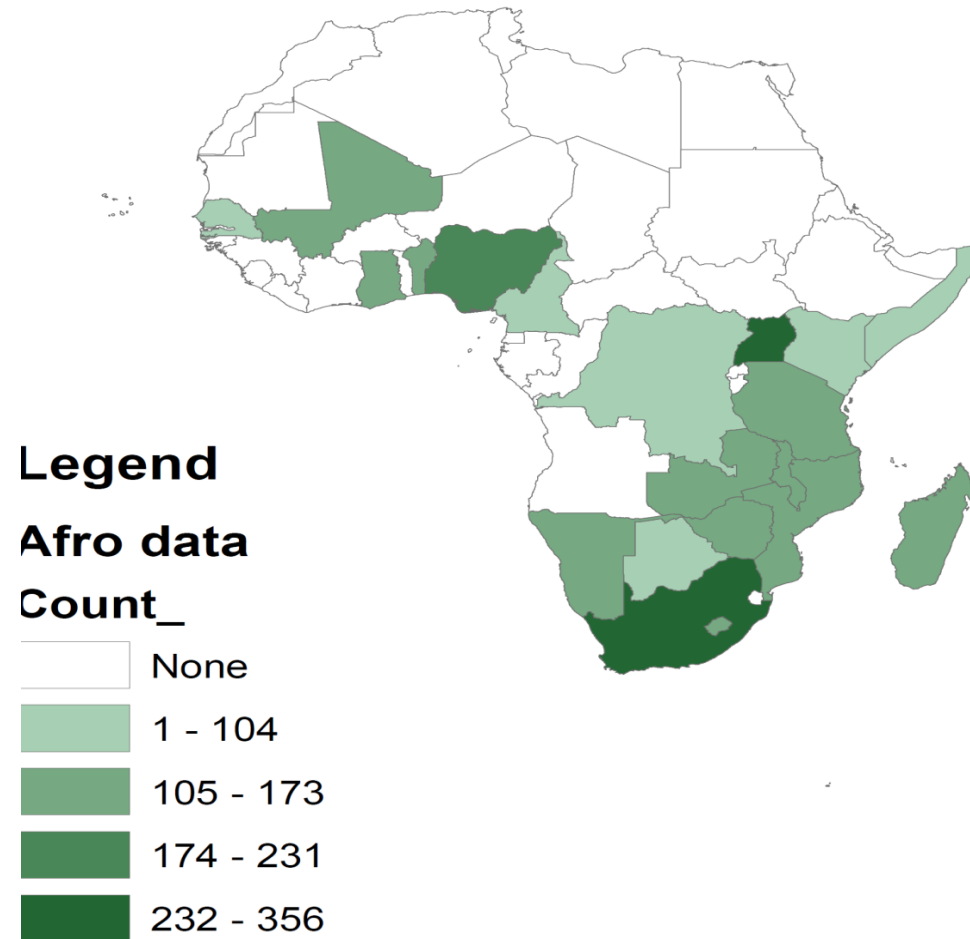 Legend
Afro data
Count_
None
1 - 104
105 - 173
174 - 231
232 - 356